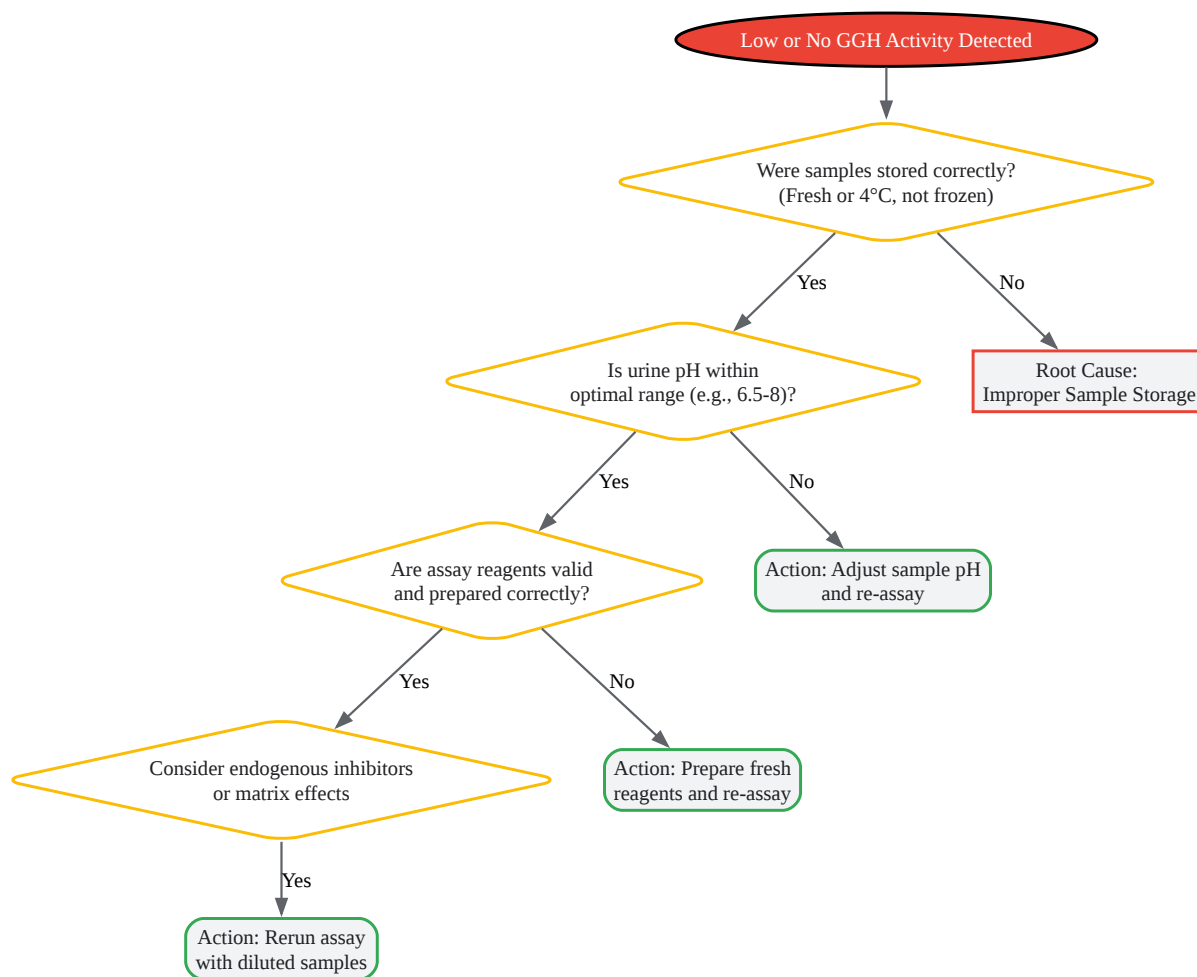 Low or No GGH Activity Detected
Were samples stored correctly?
(Fresh or 4°C, not frozen)
Yes
No
Is urine pH within
optimal range (e.g., 6.5-8)?
Root Cause:
Improper Sample Storage
Yes
No
Are assay reagents valid
and prepared correctly?
Action: Adjust sample pH
and re-assay
Yes
No
Consider endogenous inhibitors
or matrix effects
Action: Prepare fresh
reagents and re-assay
Yes
Action: Rerun assay
with diluted samples